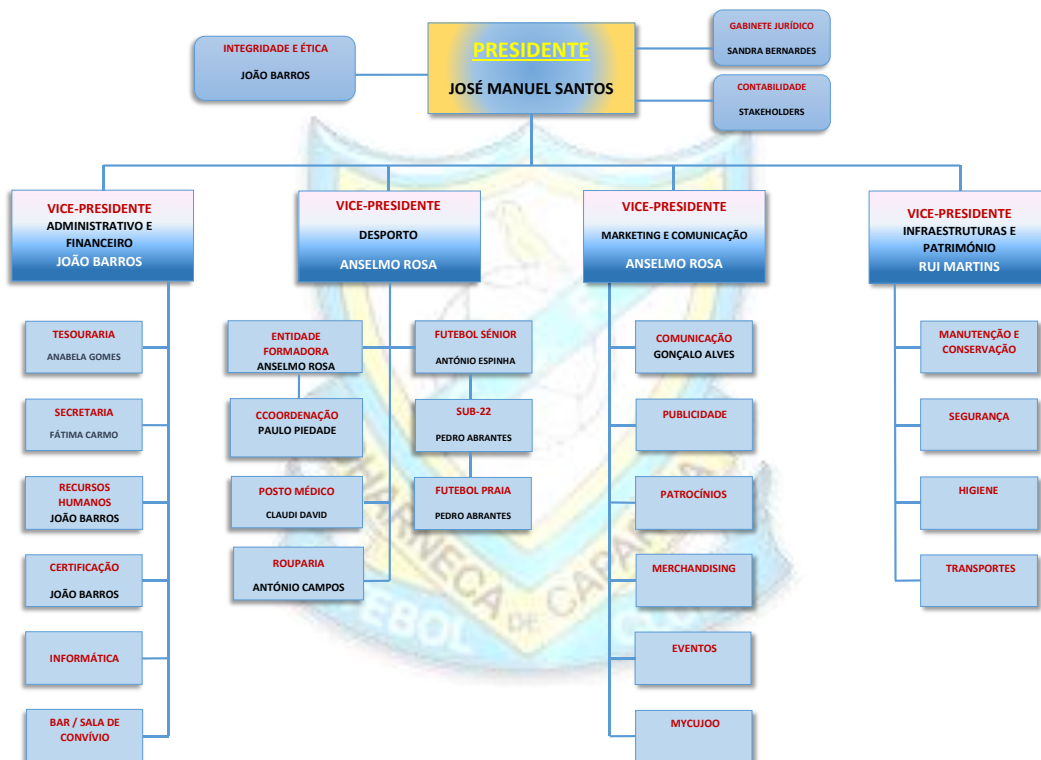 INTEGRIDADE E ÉTICA
JOÃO BARROS
PRESIDENTE
JOSÉ MANUEL SANTOS
GABINETE JURÍDICO
SANDRA BERNARDES
CONTABILIDADE
STAKEHOLDERS
VICE-PRESIDENTE
ADMINISTRATIVO E
FINANCEIRO
JOÃO BARROS
VICE-PRESIDENTE
DESPORTO
ANSELMO ROSA
VICE-PRESIDENTE
MARKETING E COMUNICAÇÃO
ANSELMO ROSA
VICE-PRESIDENTE
INFRAESTRUTURAS E
PATRIMÓNIO
RUI MARTINS
TESOURARIA
ANABELA GOMES
SECRETARIA
FÁTIMA CARMO
RECURSOS
HUMANOS
JOÃO BARROS
CERTIFICAÇÃO
JOÃO BARROS
INFORMÁTICA
BAR / SALA DE
CONVÍVIO
ENTIDADE
FORMADORA
ANSELMO ROSA
CCOORDENAÇÃO
PAULO PIEDADE
POSTO MÉDICO
CLAUDI DAVID
ROUPARIA
ANTÓNIO CAMPOS
FUTEBOL SÉNIOR
ANTÓNIO ESPINHA
SUB-22
PEDRO ABRANTES
FUTEBOL PRAIA
PEDRO ABRANTES
COMUNICAÇÃO
GONÇALO ALVES
PUBLICIDADE
PATROCÍNIOS
MERCHANDISING
EVENTOS
MYCUJOO
MANUTENÇÃO E
CONSERVAÇÃO
SEGURANÇA
HIGIENE
TRANSPORTES
DE